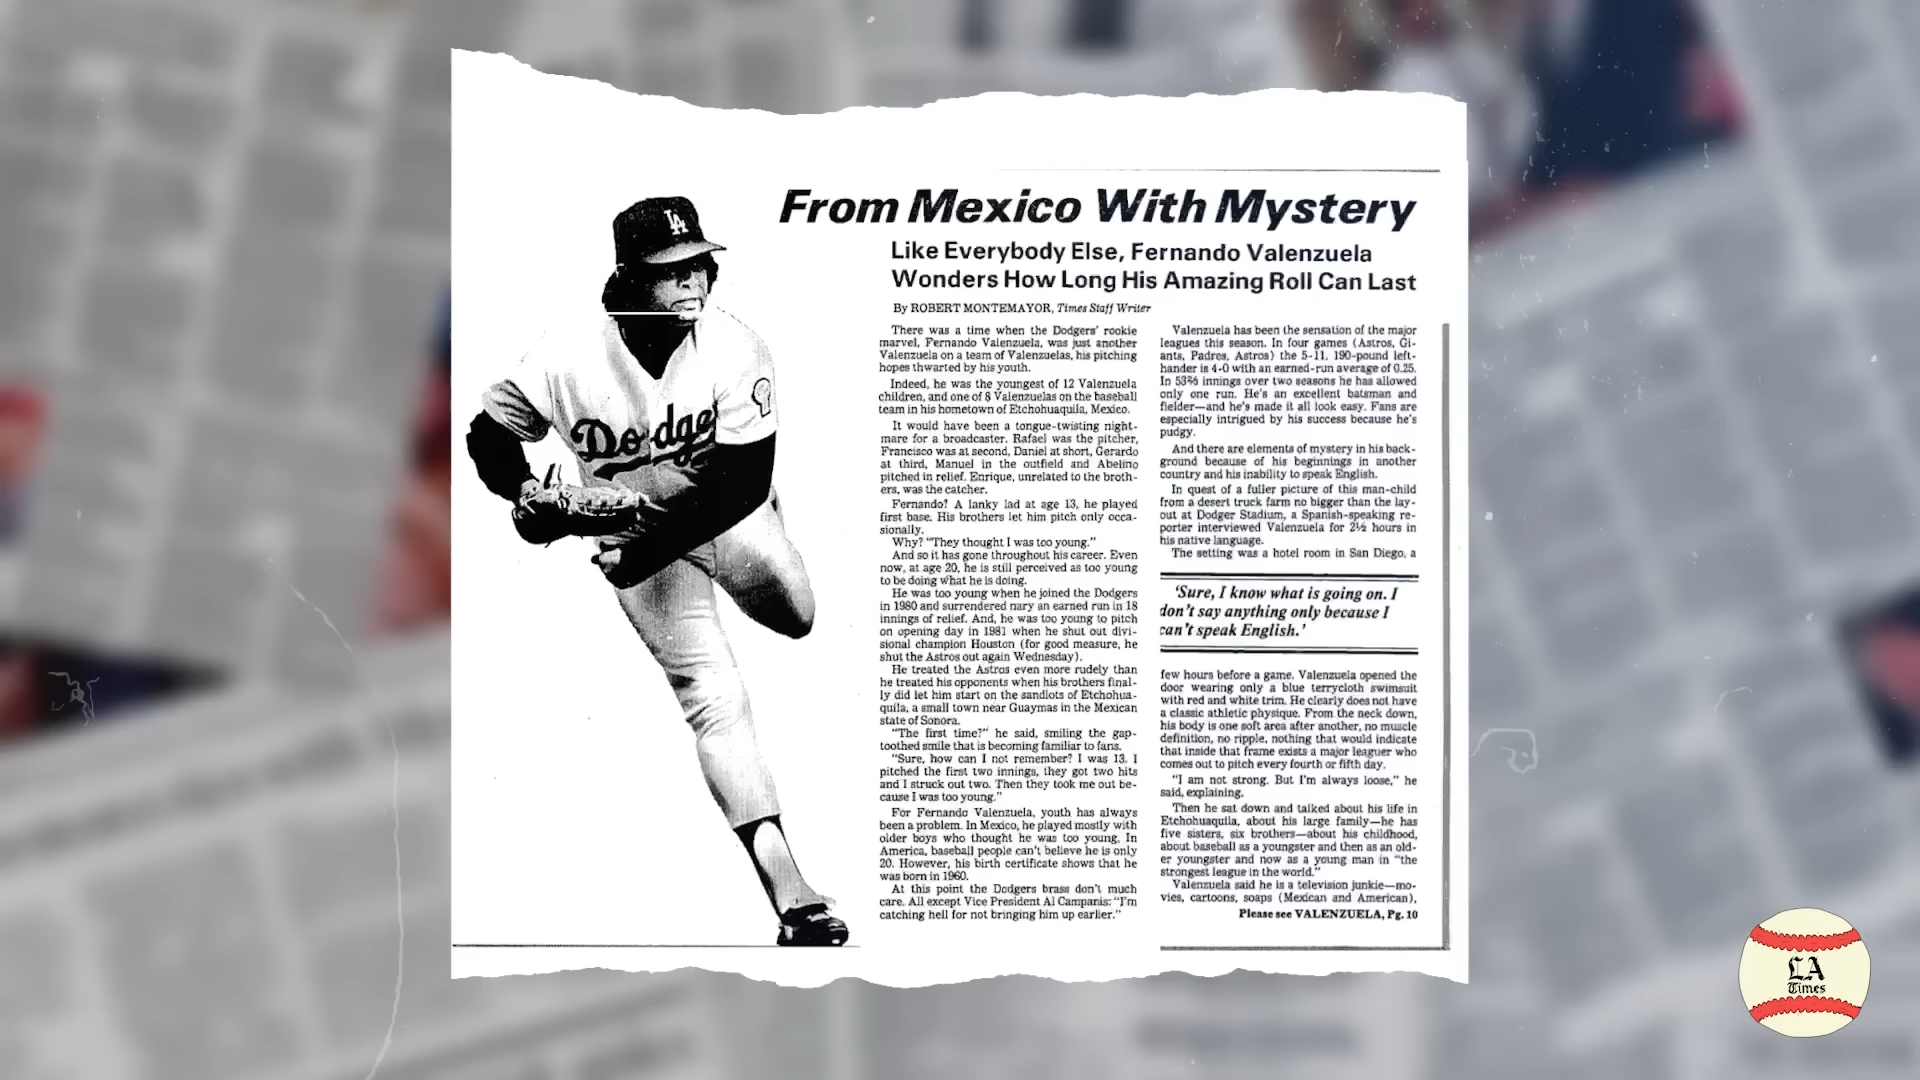 From Mexico With Mystery
Like Everybody Else, Fernando Valenzuela
Wonders How Long His Amazing Roll Can Last
By ROBERT MONTEMAYOR, Times Staff Writer
There was a time when the Dodgers' rookie
marvel, Fernando Valenzuela, was just another
Valenzuela on a team of Valenzuelas, his pitching
hopes thwarted by his youth.
Indeed, he was the youngest of 12 Valenzuela
children, and one of 8 Valenzuelas on the baseball
team in his hometown of Etchohuaquila, Mexico.
It would have been a tongue-twisting night-
mare for a broadcaster. Rafael was the pitcher,
Francisco was at second, Daniel at short, Gerardo
at third, Manuel in the outfield and Abelino
pitched in relief. Enrique, unrelated to the broth-
ers, was the catcher.
Fernando? A lanky lad at age 13, he played
first base. His brothers let him pitch only occa-
sionally.
Why? "They thought I was too young."
And so it has gone throughout his career. Even
now, at age 20, he is still perceived as too young
to be doing what he is doing.
He was too young when he joined the Dodgers
in 1980 and surrendered nary an earned run in 18
innings of relief. And, he was too young to pitch
on opening day in 1981 when he shut out divi-
sional champion Houston (for good measure, he
shut the Astros out again Wednesday).
He treated the Astros even more rudely than
he treated his opponents when his brothers final-
ly did let him start on the sandlots of Etchohua-
quila, a small town near Guaymas in the Mexican
state of Sonora.
"The first time?" he said, smiling the gap-
toothed smile that is becoming familiar to fans.
"Sure, how can I not remember? I was 13. I
pitched the first two innings, they got two hits
and I struck out two. Then they took me out be-
cause I was too young."
For Fernando Valenzuela, youth has always
been a problem. In Mexico, he played mostly with
older boys who thought he was too young. In
America, baseball people can't believe he is only
20. However, his birth certificate shows that he
was born in 1960.
At this point the Dodgers brass don't much
care. All except Vice President Al Campanis: "I'm
catching hell for not bringing him up earlier."
Valenzuela has been the sensation of the major
leagues this season. In four games (Astros, Gi-
ants, Padres, Astros) the 5-11, 190-pound left-
hander is 4-0 with an earned-run average of 0.25.
In 53⅔ innings over two seasons he has allowed
only one run. He's an excellent batsman and
fielder—and he's made it all look easy. Fans are
especially intrigued by his success because he's
pudgy.
And there are elements of mystery in his back-
ground because of his beginnings in another
country and his inability to speak English.
In quest of a fuller picture of this man-child
from a desert truck farm no bigger than the lay-
out at Dodger Stadium, a Spanish-speaking re-
porter interviewed Valenzuela for 2½ hours in
his native language.
The setting was a hotel room in San Diego, a
'Sure, I know what is going on. I
don't say anything only because I
can't speak English.'
few hours before a game. Valenzuela opened the
door wearing only a blue terrycloth swimsuit
with red and white trim. He clearly does not have
a classic athletic physique. From the neck down,
his body is one soft area after another, no muscle
definition, no ripple, nothing that would indicate
that inside that frame exists a major leaguer who
comes out to pitch every fourth or fifth day.
"I am not strong. But I'm always loose," he
said, explaining.
Then he sat down and talked about his life in
Etchohuaquila, about his large family—he has
five sisters, six brothers—about his childhood,
about baseball as a youngster and then as an old-
er youngster and now as a young man in "the
strongest league in the world."
Valenzuela said he is a television junkie—mo-
vies, cartoons, soaps (Mexican and American),
Please see VALENZUELA, Pg. 10
LA
Dodge
LA
Times